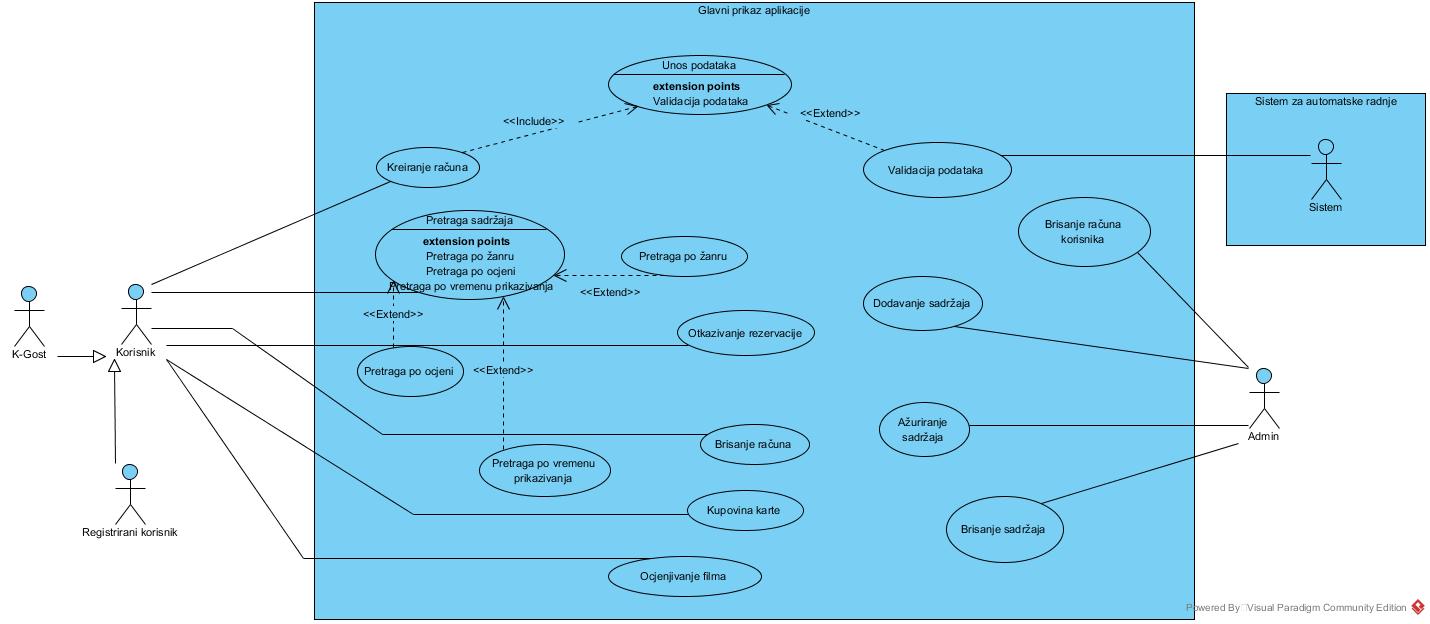 Glavni prikaz aplikacije
Unos podataka
extension points
Validacija podataka
<<Include>>
<<Extend>>
Sistem za automatske radnje
Kreiranje računa
Validacija podataka
Sistem
Pretraga sadržaja
extension points
Pretraga po žanru
Pretraga po ocjeni
Pretraga po vremenu prikazivanja
Pretraga po žanru
<<Extend>>
Brisanje računa
korisnika
Dodavanje sadržaja
<<Extend>>
Otkazivanje rezervacije
K-Gost
Korisnik
Pretraga po ocjeni
<<Extend>>
Ažuriranje
sadržaja
Admin
Brisanje računa
Pretraga po vremenu
prikazivanja
Kupovina karte
Brisanje sadržaja
Registrirani korisnik
Ocjenjivanje filma
Powered By Visual Paradigm Community Edition